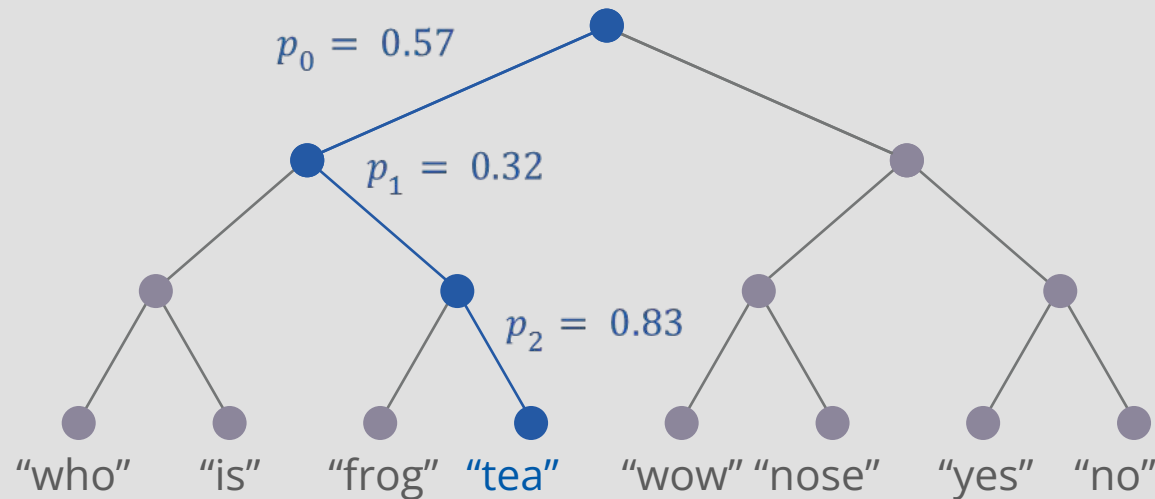 p₀ = 0.57
p₁ = 0.32
p₂ = 0.83
“who” “is” “frog” “tea” “wow” “nose” “yes” “no”